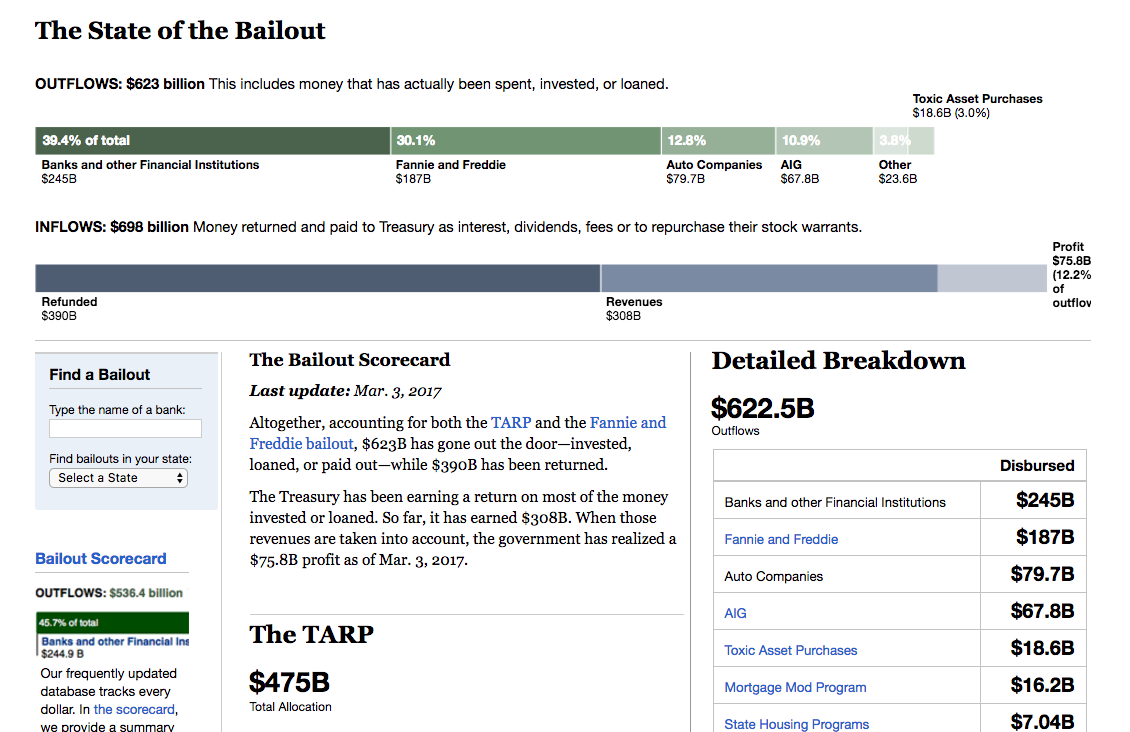 The State of the Bailout
OUTFLOWS: $623 billion This includes money that has actually been spent, invested, or loaned.
Toxic Asset Purchases
$18.6B (3.0%)
39.4% of total
30.1%
12.8%
10.9%
3.8%
Banks and other Financial Institutions
$245B
Fannie and Freddie
$187B
Auto Companies
$79.7B
AIG
$67.8B
Other
$23.6B
INFLOWS: $698 billion Money returned and paid to Treasury as interest, dividends, fees or to repurchase their stock warrants.
Profit
$75.8B
(12.2%
of
outflow
Refunded
$390B
Revenues
$308B
Find a Bailout
Type the name of a bank:
Find bailouts in your state:
Select a State
Bailout Scorecard
OUTFLOWS: $536.4 billion
45.7% of total
Banks and other Financial Ins
$244.9 B
Our frequently updated
database tracks every
dollar. In the scorecard,
we provide a summary
The Bailout Scorecard
Last update: Mar. 3, 2017
Altogether, accounting for both the TARP and the Fannie and
Freddie bailout, $623B has gone out the door—invested,
loaned, or paid out—while $390B has been returned.
The Treasury has been earning a return on most of the money
invested or loaned. So far, it has earned $308B. When those
revenues are taken into account, the government has realized a
$75.8B profit as of Mar. 3, 2017.
The TARP
$475B
Total Allocation
Detailed Breakdown
$622.5B
Outflows
Disbursed
Banks and other Financial Institutions $245B
Fannie and Freddie $187B
Auto Companies $79.7B
AIG $67.8B
Toxic Asset Purchases $18.6B
Mortgage Mod Program $16.2B
State Housing Programs $7.04B